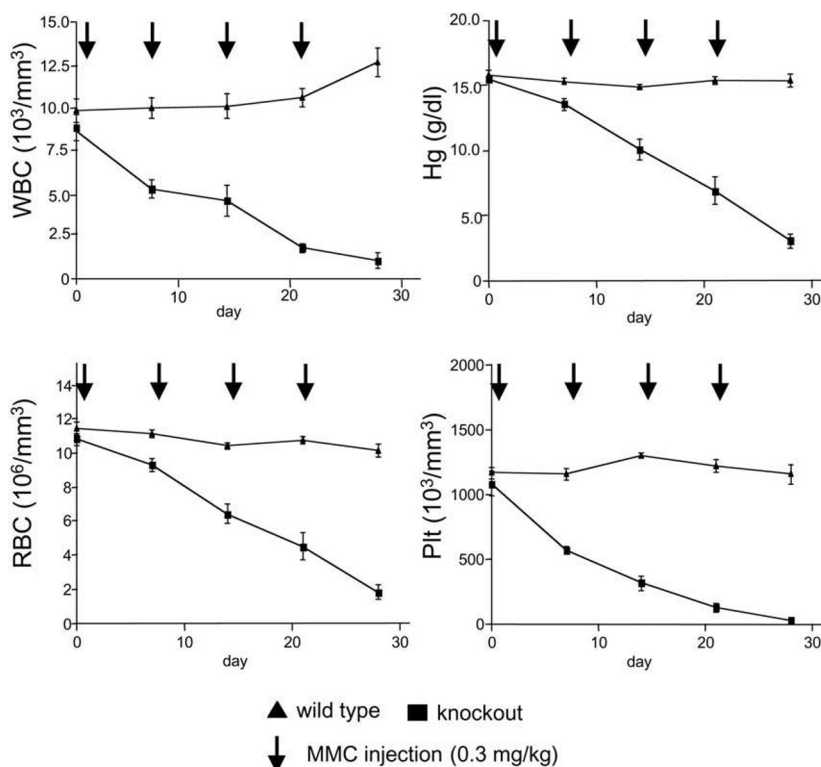 WBC (10³/mm³)
15.0
12.5
10.0
7.5
5.0
2.5
0
0 10 20 30
day
Hg (g/dl)
20.0
15.0
10.0
5.0
0
0 10 20 30
day
RBC (10⁶/mm³)
14
12
10
8
6
4
2
0
0 10 20 30
day
Plt (10³/mm³)
2000
1500
1000
500
0
0 10 20 30
day
wild type knockout
MMC injection (0.3 mg/kg)